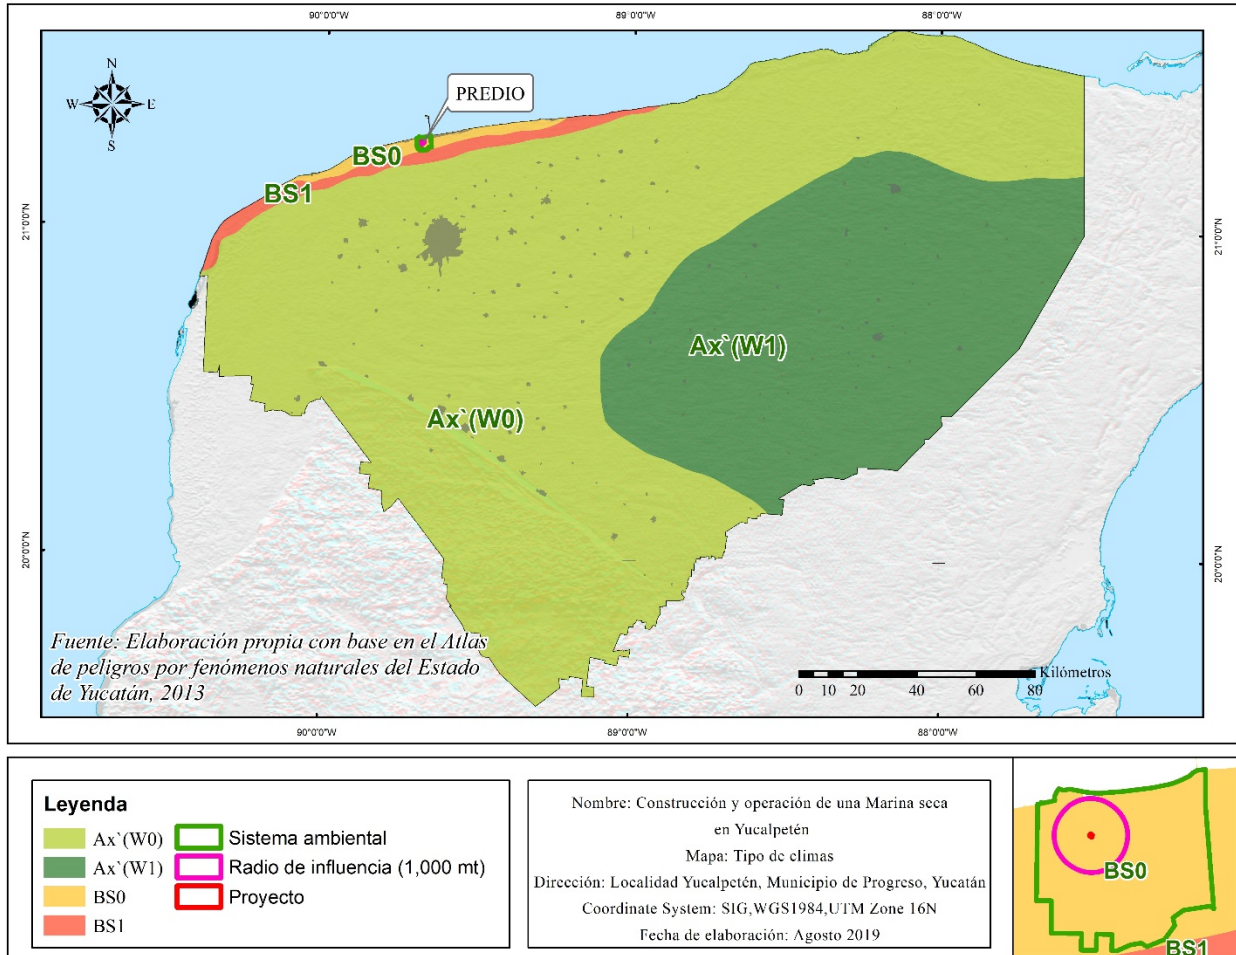 90°0'0"W
89°0'0"W
88°0'0"W
N
W
E
S
PREDIO
BS0
BS1
21°0'0"N
21°0'0"N
Ax`(W1)
Ax`(W0)
20°0'0"N
20°0'0"N
Fuente: Elaboración propia con base en el Atlas
de peligros por fenómenos naturales del Estado
de Yucatán, 2013
Kilómetros
0 10 20 40 60 80
90°0'0"W
89°0'0"W
88°0'0"W
Leyenda
Ax`(W0)
Ax`(W1)
BS0
BS1
Sistema ambiental
Radio de influencia (1,000 mt)
Proyecto
Nombre: Construcción y operación de una Marina seca
en Yucalpetén
Mapa: Tipo de climas
Dirección: Localidad Yucalpetén, Municipio de Progreso, Yucatán
Coordinate System: SIG,WGS1984,UTM Zone 16N
Fecha de elaboración: Agosto 2019
BS0
BS1